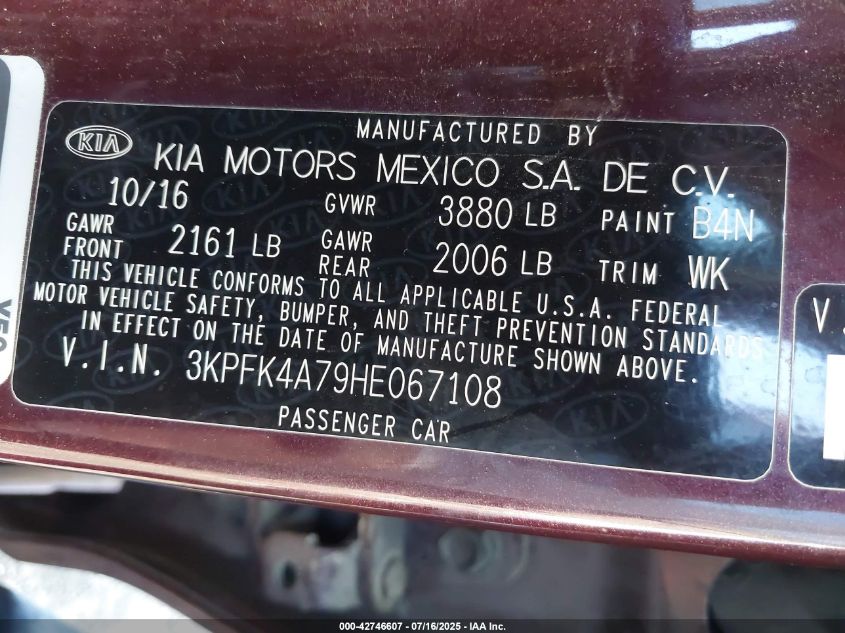 MANUFACTURED BY
KIA KIA MOTORS MEXICO S.A. DE C.V.
10/16 GVWR 3880 LB PAINT B4N
GAWR FRONT 2161 LB GAWR REAR 2006 LB TRIM WK
THIS VEHICLE CONFORMS TO ALL APPLICABLE U.S.A. FEDERAL
MOTOR VEHICLE SAFETY, BUMPER, AND THEFT PREVENTION STANDARDS
IN EFFECT ON THE DATE OF MANUFACTURE SHOWN ABOVE.
V.I.N. 3KPFK4A79HE067108
PASSENGER CAR
V.
000-42746607 - 07/16/2025 - IAA Inc.